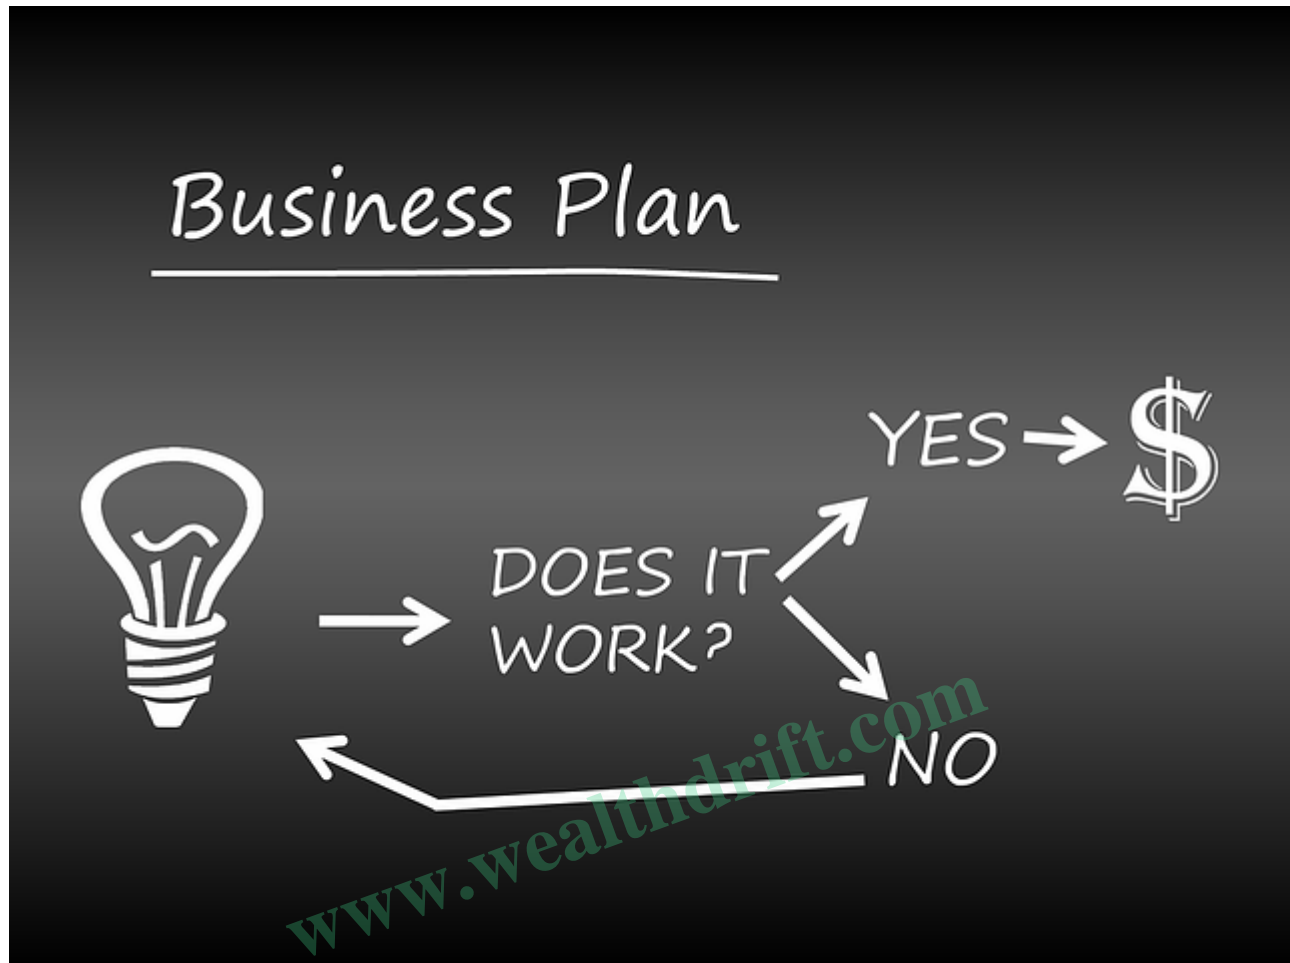 Business Plan
YES
$
DOES IT
WORK?
NO
www.wealthdrift.com